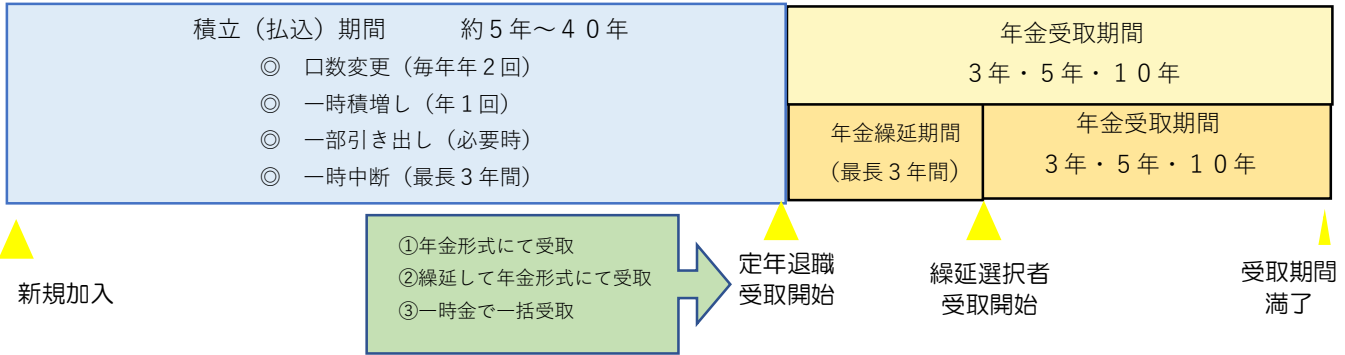 積立（払込）期間　　　約５年～４０年
◎　口数変更（毎年年２回）
◎　一時積増し（年１回）
◎　一部引き出し（必要時）
◎　一時中断（最長３年間）
年金受取期間
３年・５年・１０年
年金繰延期間
（最長３年間）
年金受取期間
３年・５年・１０年
①年金形式にて受取
②繰延して年金形式にて受取
③一時金で一括受取
新規加入
定年退職
受取開始
繰延選択者
受取開始
受取期間
満了